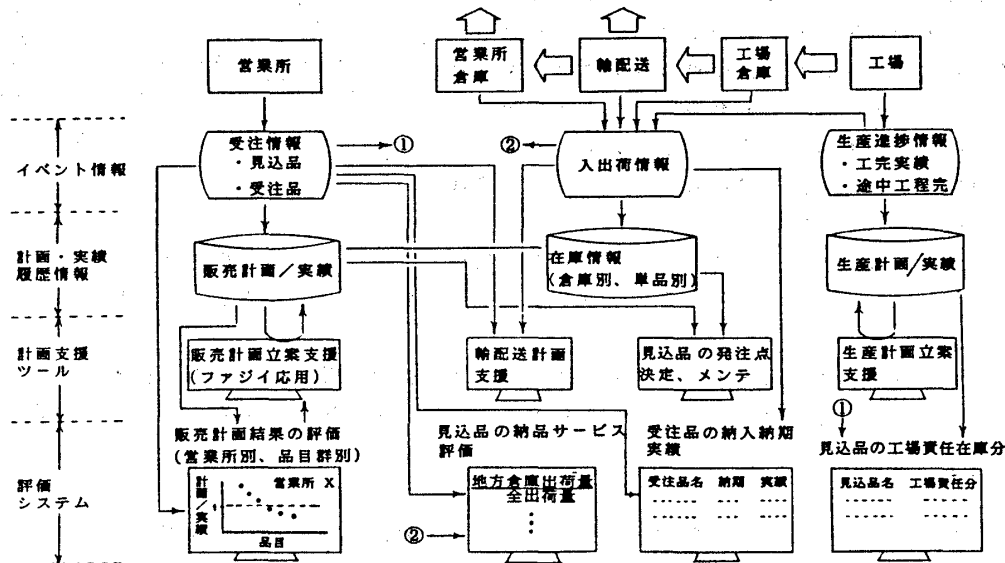 営業所
営業所
倉庫
輸配送
工場
倉庫
工場
イベント情報
受注情報
・見込品
・受注品
①
②
入出荷情報
生産進捗情報
・工完実績
・途中工程完
計画・実績
履歴情報
販売計画/実績
在庫情報
(倉庫別、単品別)
生産計画/実績
計画支援
ツール
販売計画立案支援
(ファジイ応用)
輸配送計画
支援
見込品の発注点
決定、メンテ
生産計画立案
支援
①
評価
システム
販売計画結果の評価
(営業所別、品目群別)
見込品の納品サービス
評価
受注品の納入納期
実績
見込品の工場責任在庫分
計画/実績
1
営業所 X
品目
②
地方倉庫出荷量
全出荷量
受注品名 納期 実績
見込品名 工場責任分